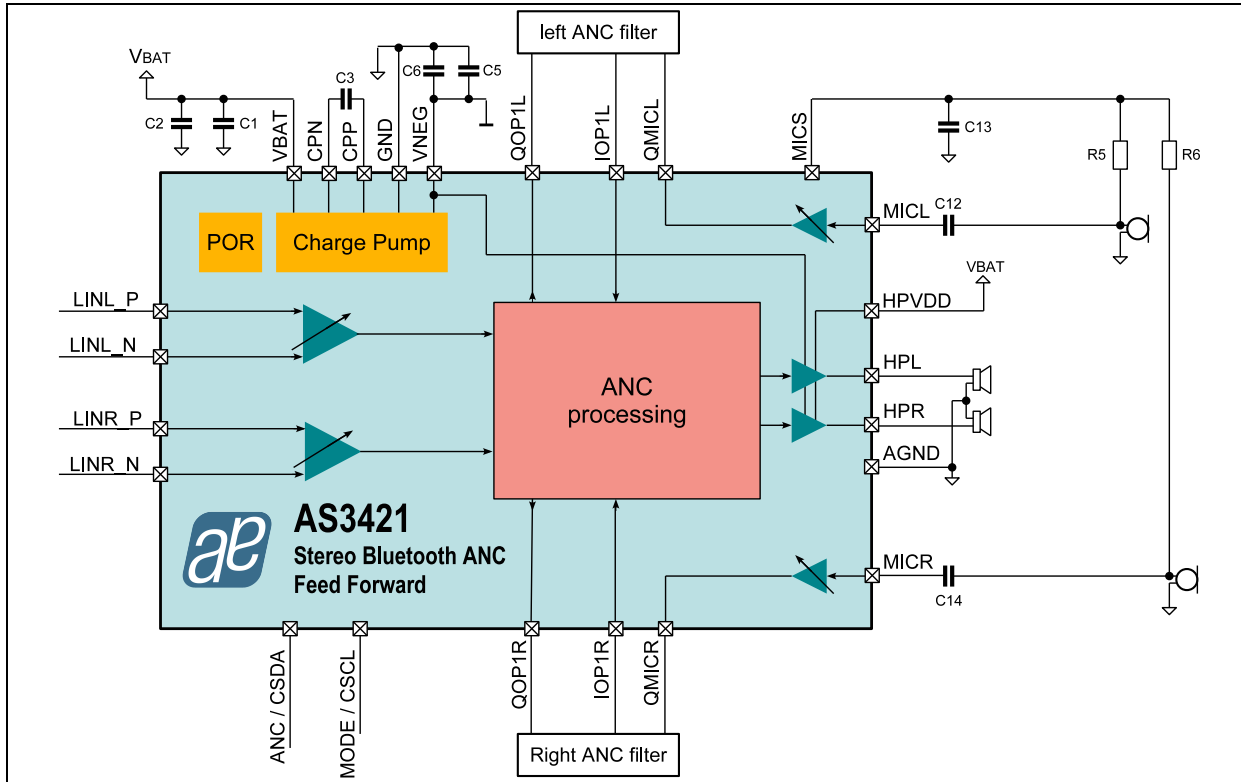 left ANC filter
VBAT
C2
C1
C3
C6
C5
VBAT
CPN
CPP
GND
VNEG
QOP1L
IOP1L
QMICL
MICS
C13
R5
R6
POR
Charge Pump
MICL
C12
LINL_P
LINL_N
LINR_P
LINR_N
ANC
processing
VBAT
HPVDD
HPL
HPR
AGND
ae
AS3421
Stereo Bluetooth ANC
Feed Forward
MICR
C14
ANC / CSDA
MODE / CSCL
QOP1R
IOP1R
QMICR
Right ANC filter